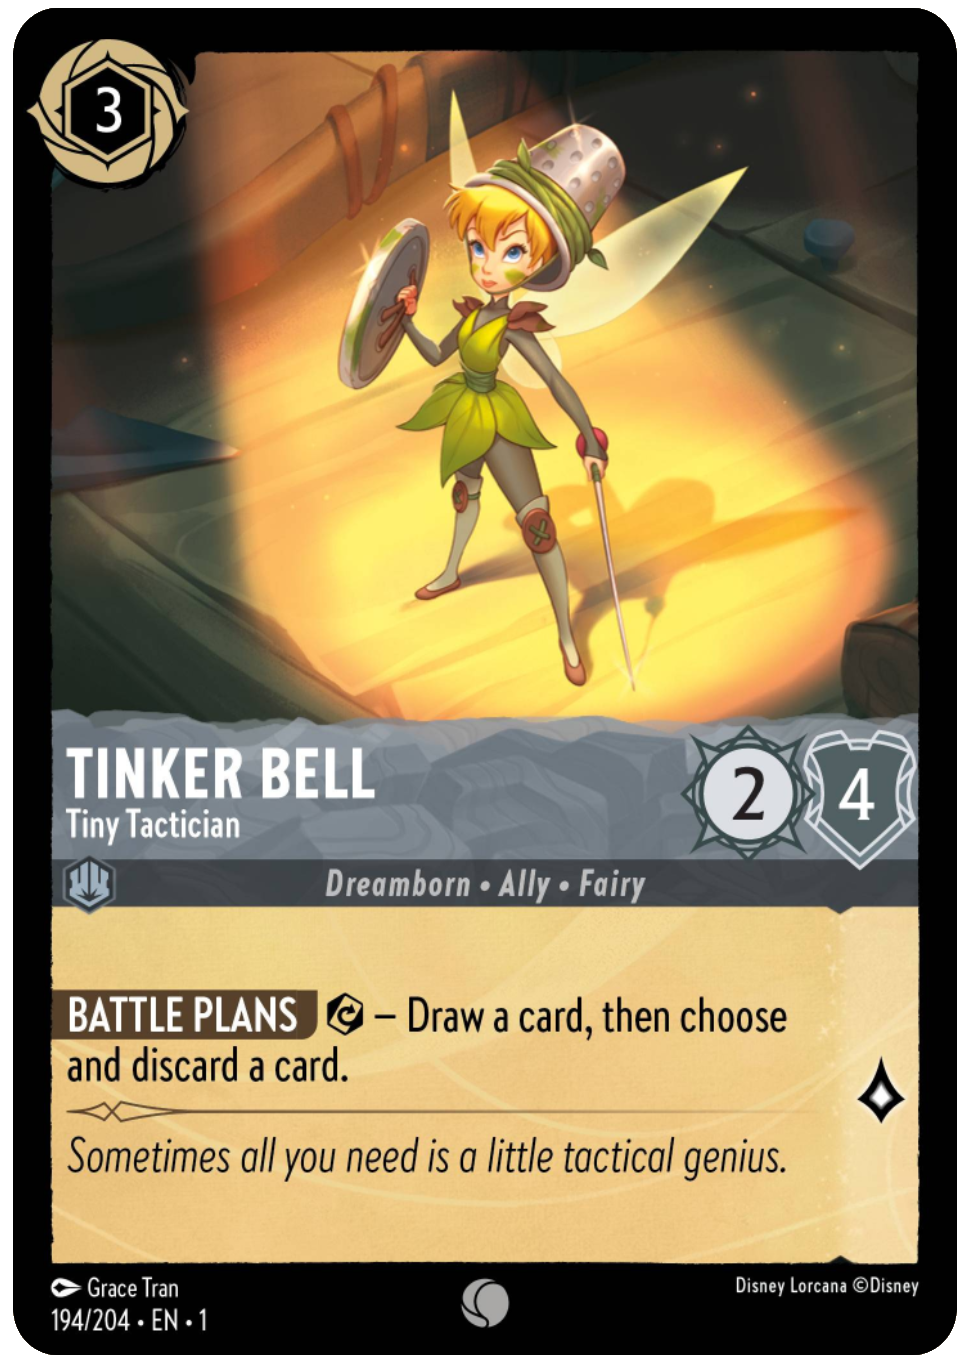 3
TINKER BELL
Tiny Tactician
2
4
Dreamborn • Ally • Fairy
BATTLE PLANS – Draw a card, then choose
and discard a card.
Sometimes all you need is a little tactical genius.
Grace Tran
Disney Lorcana ©Disney
194/204 • EN • 1